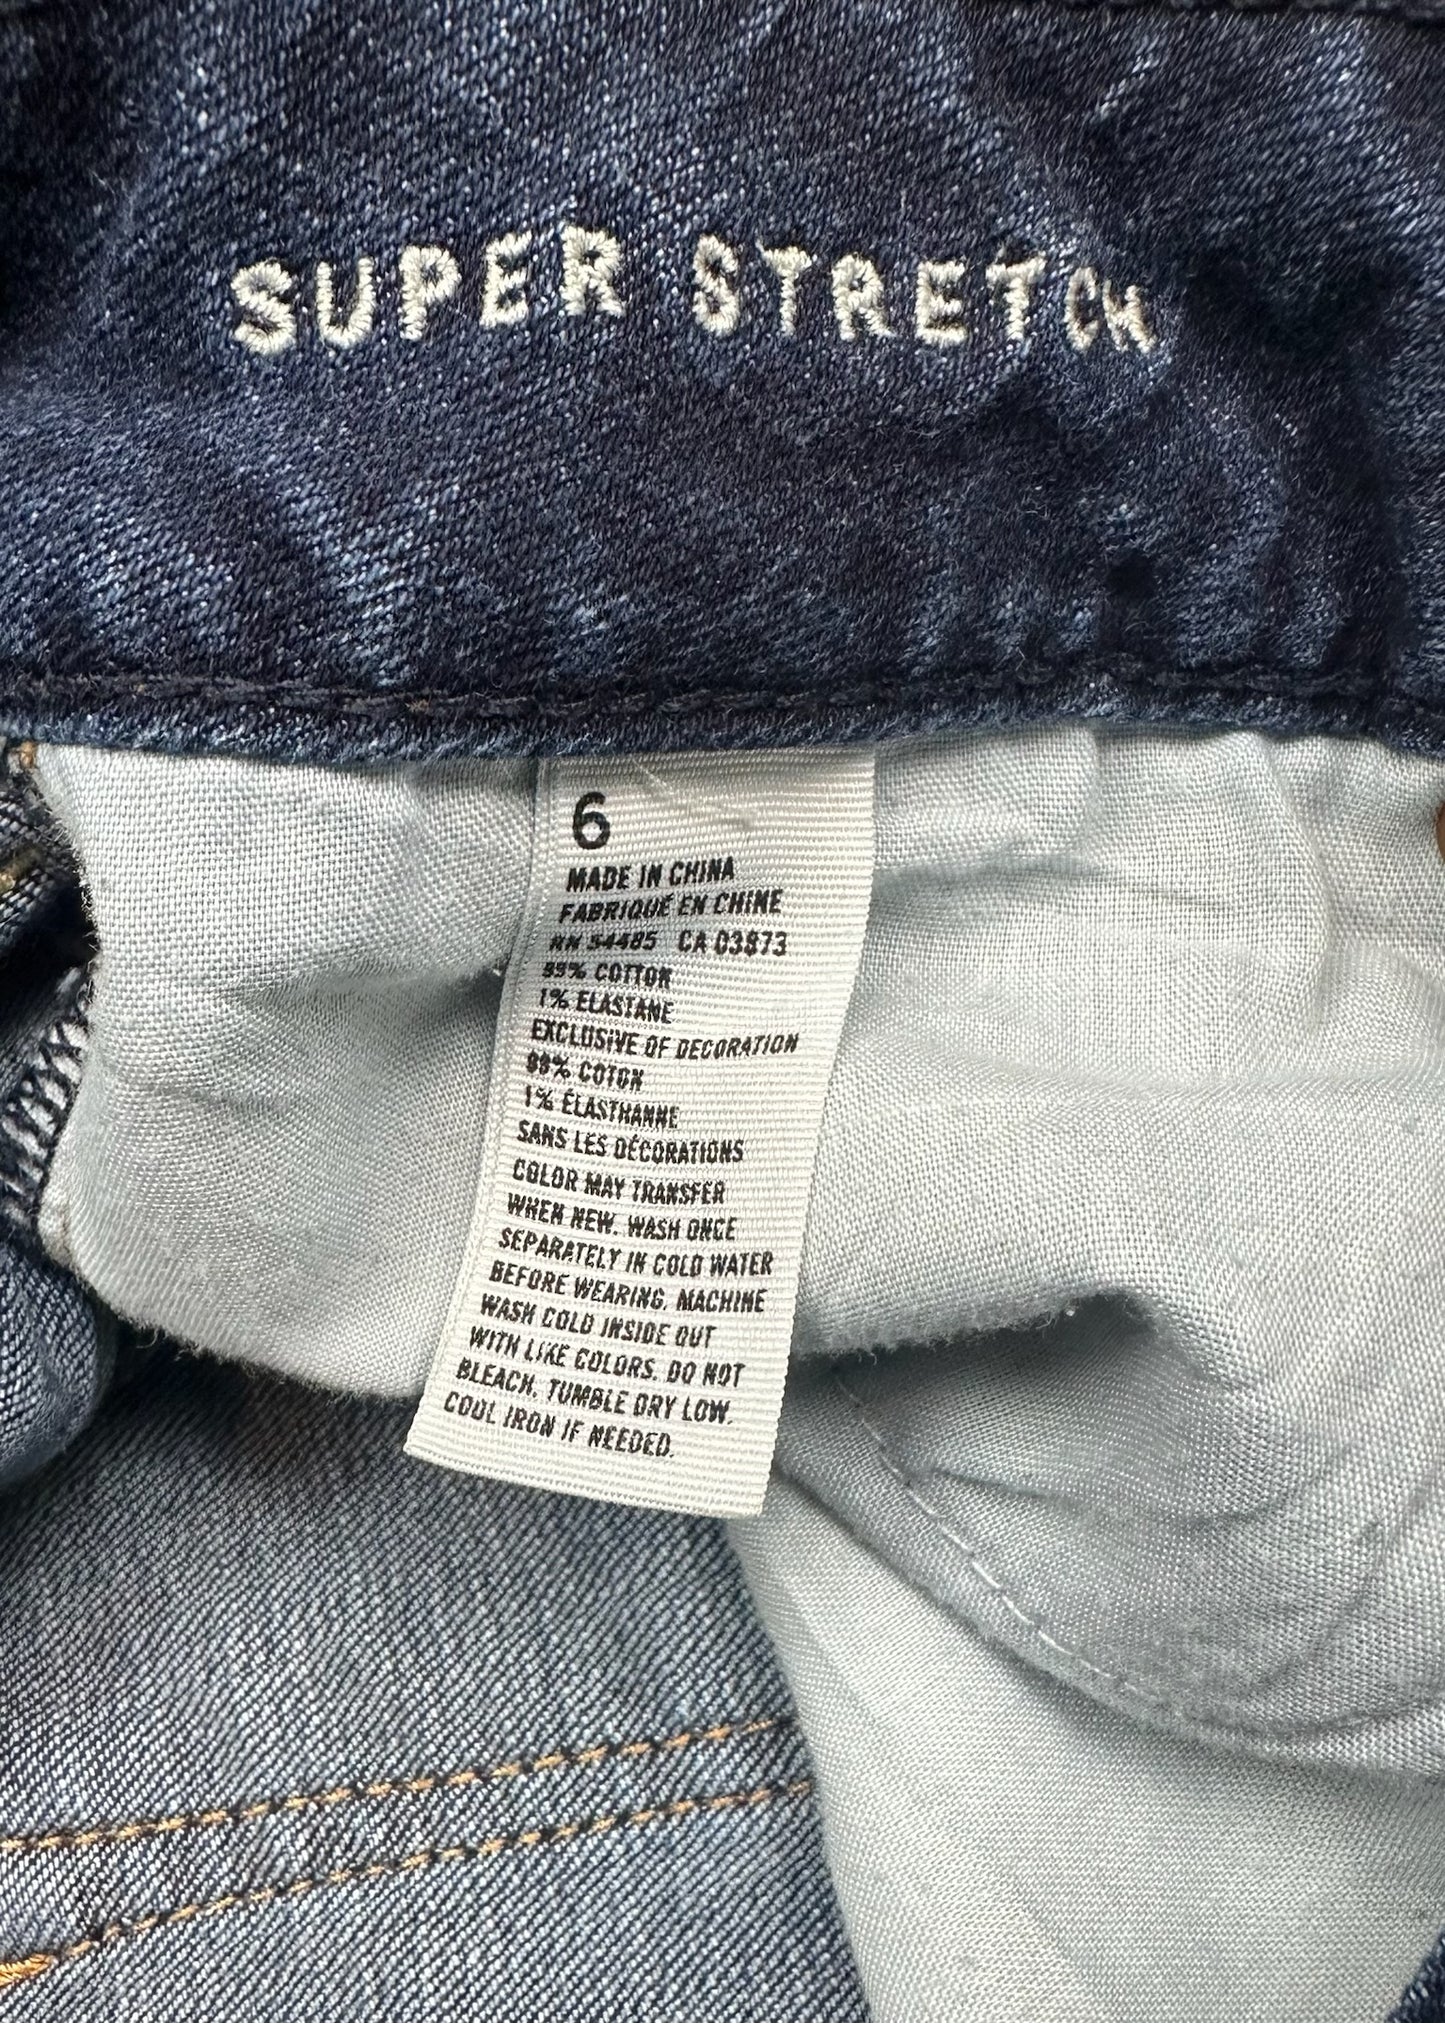 SUPER STRETCH
6
MADE IN CHINA
FABRIQUÉ EN CHINE
RN 54485 CA 03873
99% COTTON
1% ELASTANE
EXCLUSIVE OF DECORATION
99% COTON
1% ÉLASTHANNE
SANS LES DÉCORATIONS
COLOR MAY TRANSFER
WHEN NEW. WASH ONCE
SEPARATELY IN COLD WATER
BEFORE WEARING. MACHINE
WASH COLD INSIDE OUT
WITH LIKE COLORS. DO NOT
BLEACH. TUMBLE DRY LOW.
COOL IRON IF NEEDED.